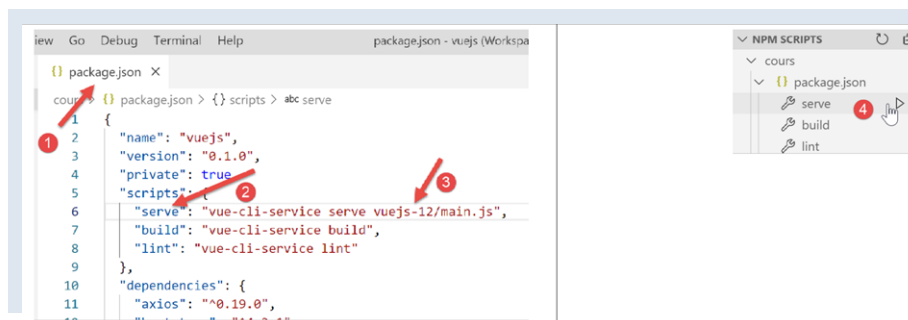 iew Go Debug Terminal Help package.json - vuejs (Workspa
{} package.json ×
cour > {} package.json > {} scripts > abc serve
1 {
1 2 "name": "vuejs",
3 "version": "0.1.0",
4 "private": true
5 "scripts": { 2 3
6 "serve": "vue-cli-service serve vuejs-12/main.js",
7 "build": "vue-cli-service build",
8 "lint": "vue-cli-service lint"
9 },
10 "dependencies": {
11 "axios": "^0.19.0",
NPM SCRIPTS
cours
{} package.json
serve 4
build
lint